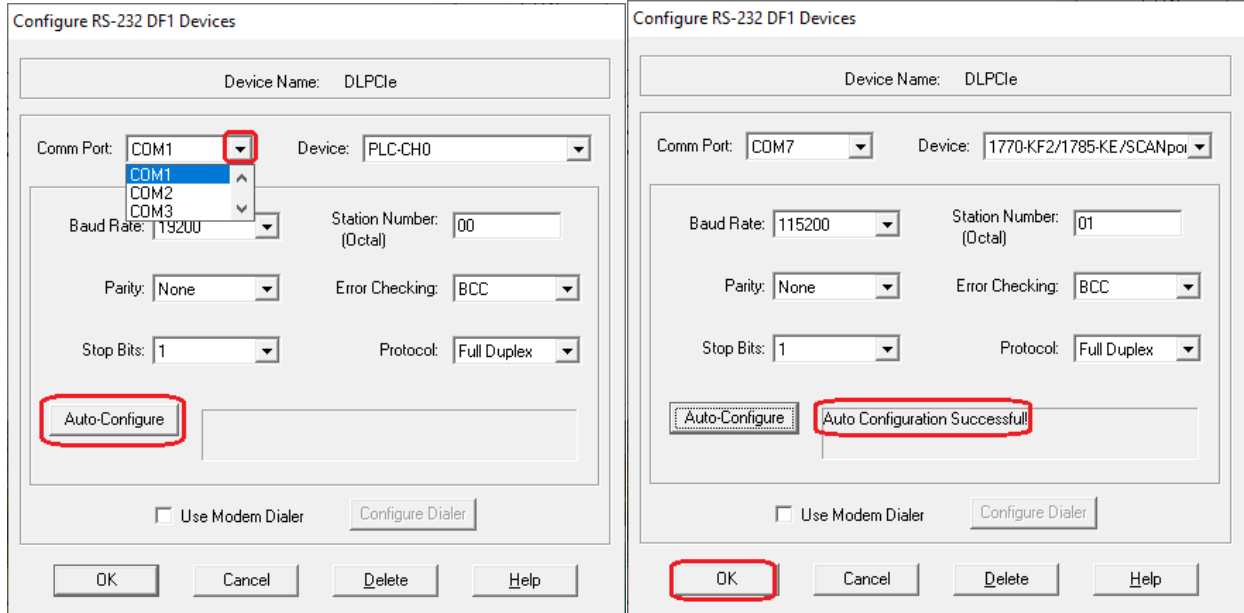 Configure RS-232 DF1 Devices
Device Name: DLPCIe
Comm Port: COM1 Device: PLC-CH0
COM1
COM2
COM3
Baud Rate: 19200 Station Number: 00
(Octal)
Parity: None Error Checking: BCC
Stop Bits: 1 Protocol: Full Duplex
Auto-Configure
Use Modem Dialer Configure Dialer
OK Cancel Delete Help
Configure RS-232 DF1 Devices
Device Name: DLPCIe
Comm Port: COM7 Device: 1770-KF2/1785-KE/SCANpor
Baud Rate: 115200 Station Number: 01
(Octal)
Parity: None Error Checking: BCC
Stop Bits: 1 Protocol: Full Duplex
Auto-Configure Auto Configuration Successful!
Use Modem Dialer Configure Dialer
OK Cancel Delete Help